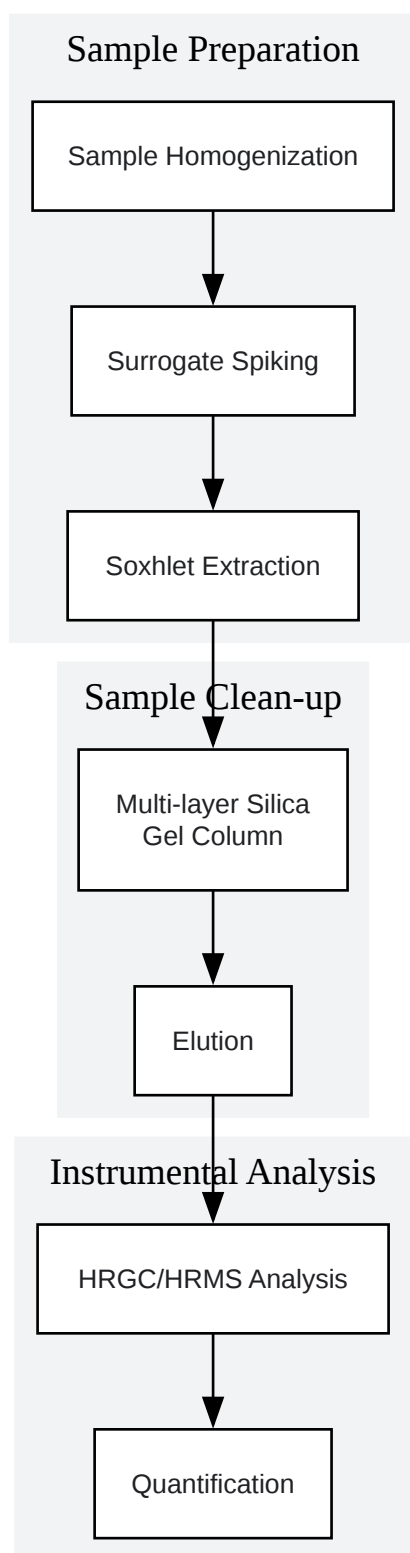 Sample Preparation
Sample Homogenization
Surrogate Spiking
Soxhlet Extraction
Sample Clean-up
Multi-layer Silica
Gel Column
Elution
Instrumental Analysis
HRGC/HRMS Analysis
Quantification